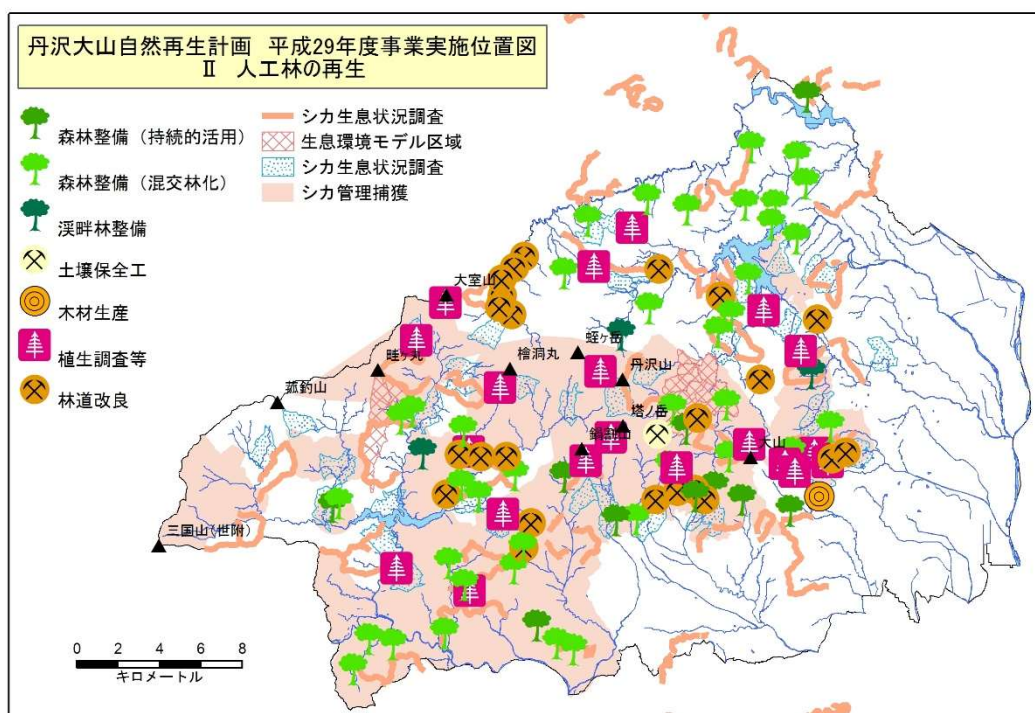 丹沢大山自然再生計画 平成29年度事業実施位置図
Ⅱ 人工林の再生
森林整備（持続的活用）
森林整備（混交林化）
渓畔林整備
土壌保全工
木材生産
植生調査等
林道改良
シカ生息状況調査
生息環境モデル区域
シカ生息状況調査
シカ管理捕獲
大室山
畦ヶ丸
檜洞丸
蛭ヶ岳
丹沢山
菰釣山
塔ノ岳
鍋割山
大山
三国山（世附）
0 2 4 6 8
キロメートル